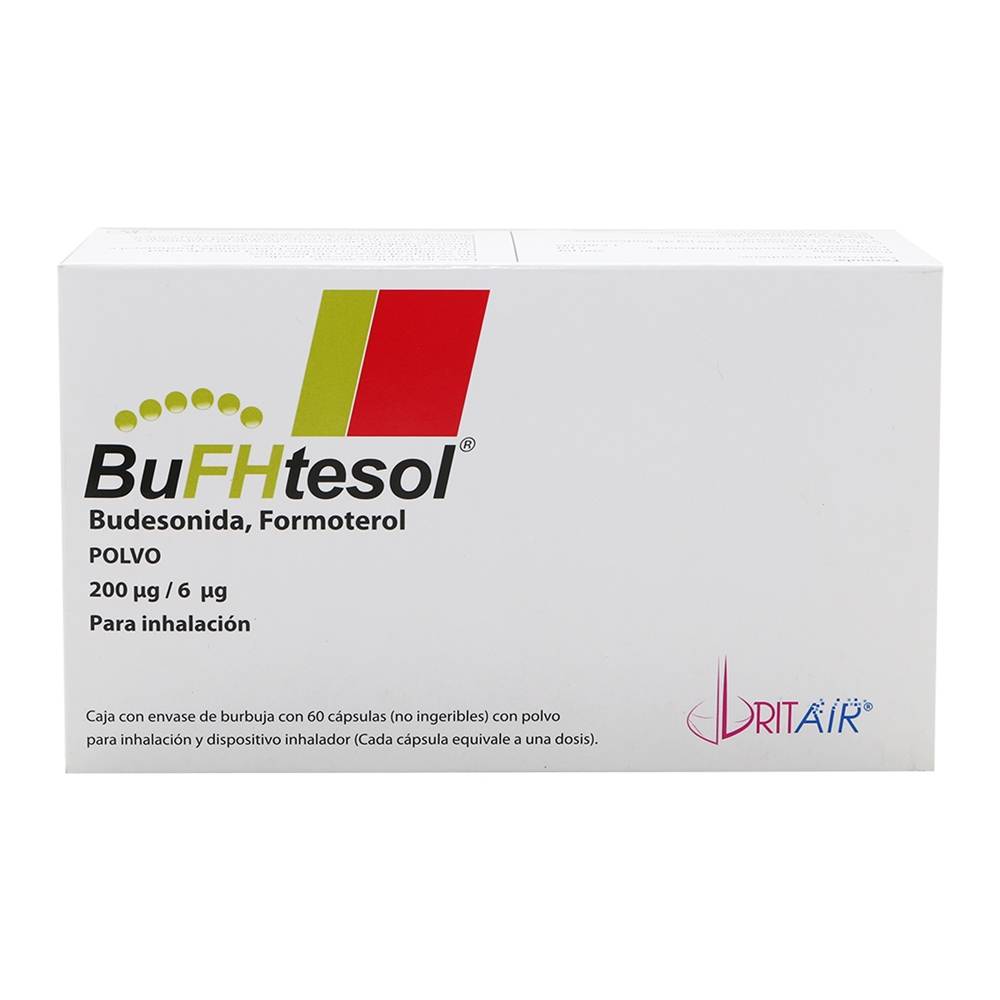 BuFHtesol®
Budesonida, Formoterol
POLVO
200 µg / 6 µg
Para inhalación
Caja con envase de burbuja con 60 cápsulas (no ingeribles) con polvo
para inhalación y dispositivo inhalador (Cada cápsula equivale a una dosis).
BRITAIR®